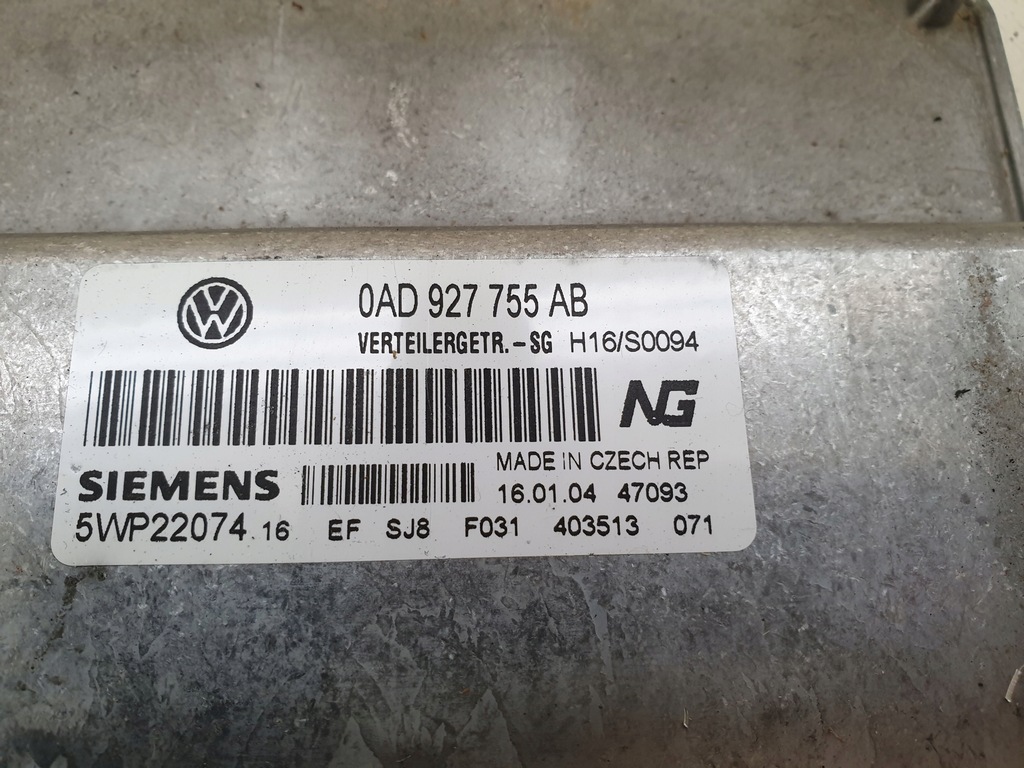 0AD 927 755 AB
VERTEILERGETR.-SG H16/S0094
NG
SIEMENS
MADE IN CZECH REP
16.01.04 47093
5WP22074.16 EF SJ8 F031 403513 071